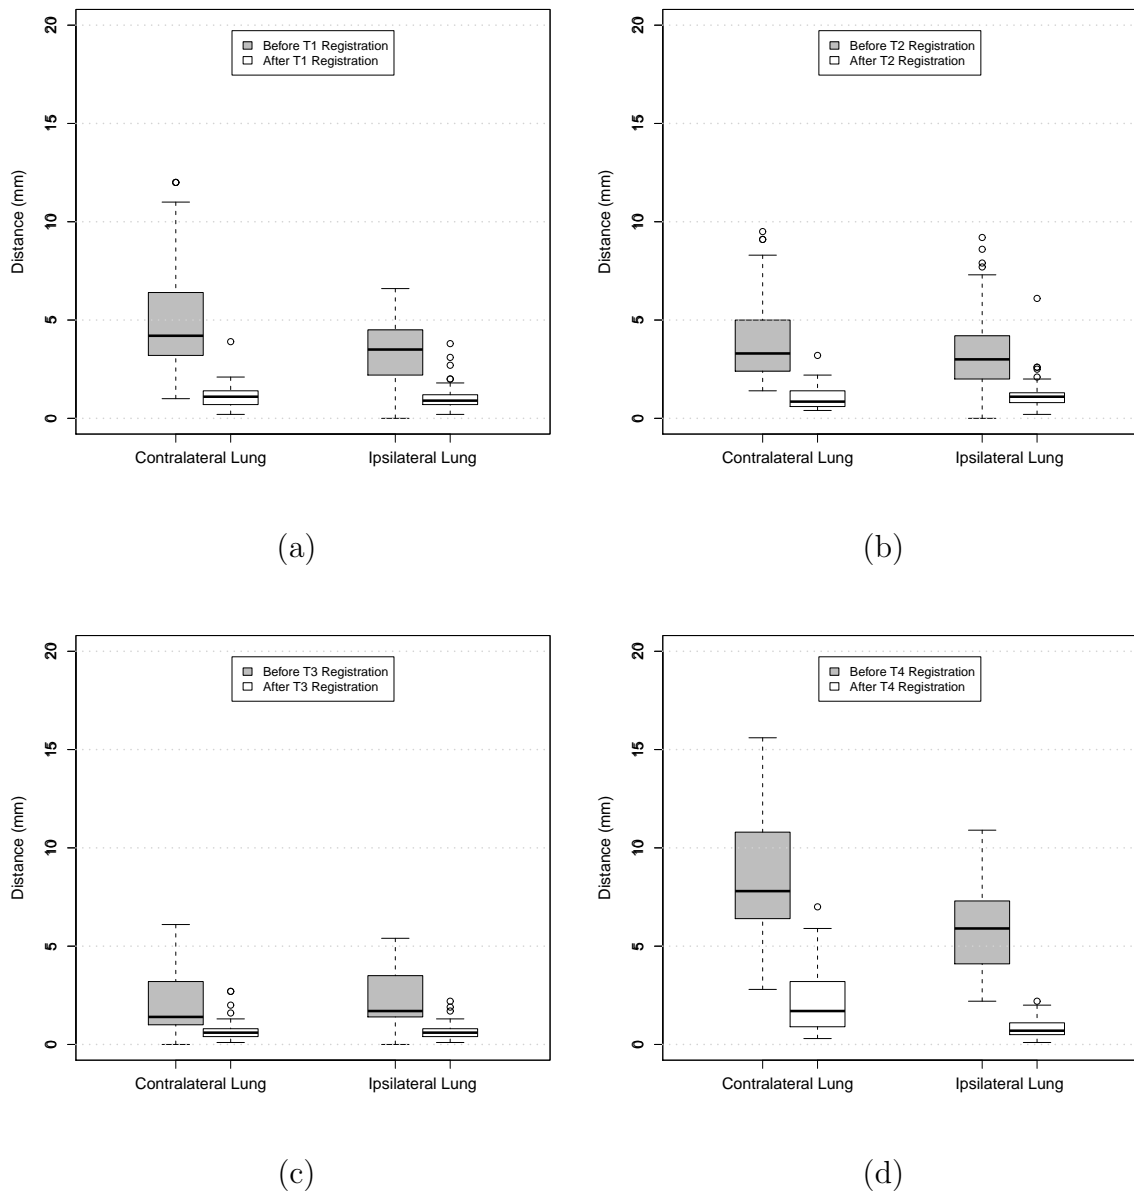 Before T1 Registration
After T1 Registration
Distance (mm)
20
15
10
5
0
Contralateral Lung Ipsilateral Lung
(a)
Before T2 Registration
After T2 Registration
Distance (mm)
20
15
10
5
0
Contralateral Lung Ipsilateral Lung
(b)
Before T3 Registration
After T3 Registration
Distance (mm)
20
15
10
5
0
Contralateral Lung Ipsilateral Lung
(c)
Before T4 Registration
After T4 Registration
Distance (mm)
20
15
10
5
0
Contralateral Lung Ipsilateral Lung
(d)